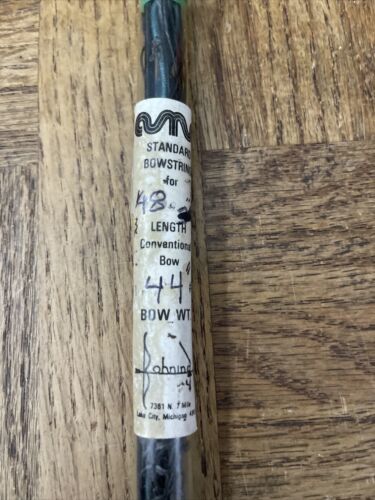 STANDARD
BOWSTRING
for
48 "
LENGTH
Conventional
Bow
44"
BOW WT.
Bohning
7361 N. 7 Mile
Lake City, Michigan